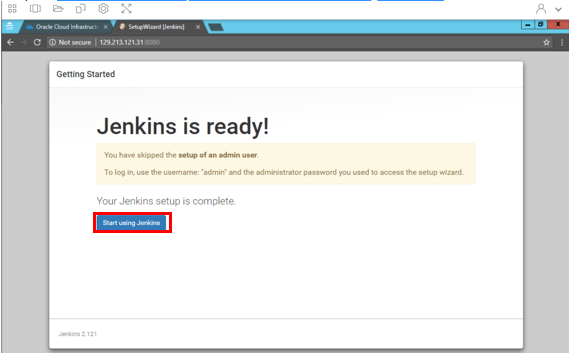 Oracle Cloud Infrastructu
SetupWizard [Jenkins]
Not secure | 129.213.121.31:8080
Getting Started
Jenkins is ready!
You have skipped the setup of an admin user.
To log in, use the username: "admin" and the administrator password you used to access the setup wizard.
Your Jenkins setup is complete.
Start using Jenkins
Jenkins 2.121